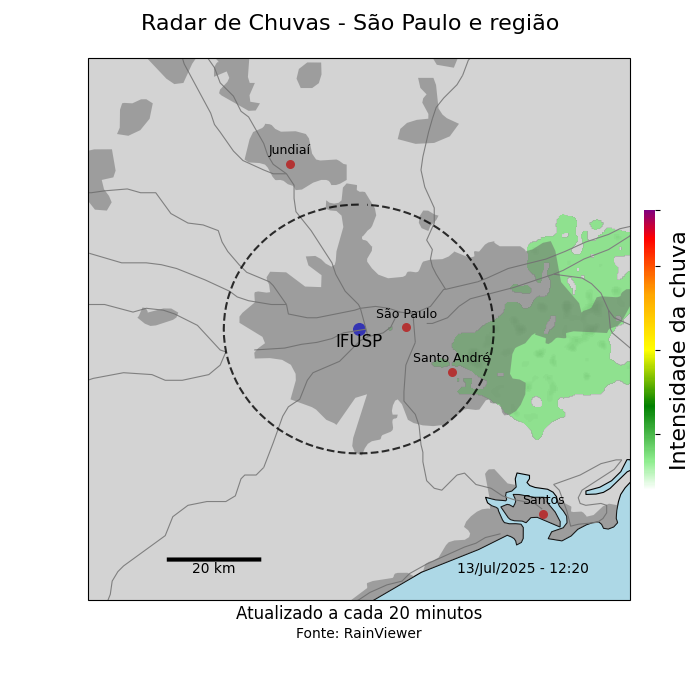 Radar de Chuvas - São Paulo e região
Jundiaí
São Paulo
IFUSP
Santo André
Santos
20 km
13/Jul/2025 - 12:20
Intensidade da chuva
Atualizado a cada 20 minutos
Fonte: RainViewer